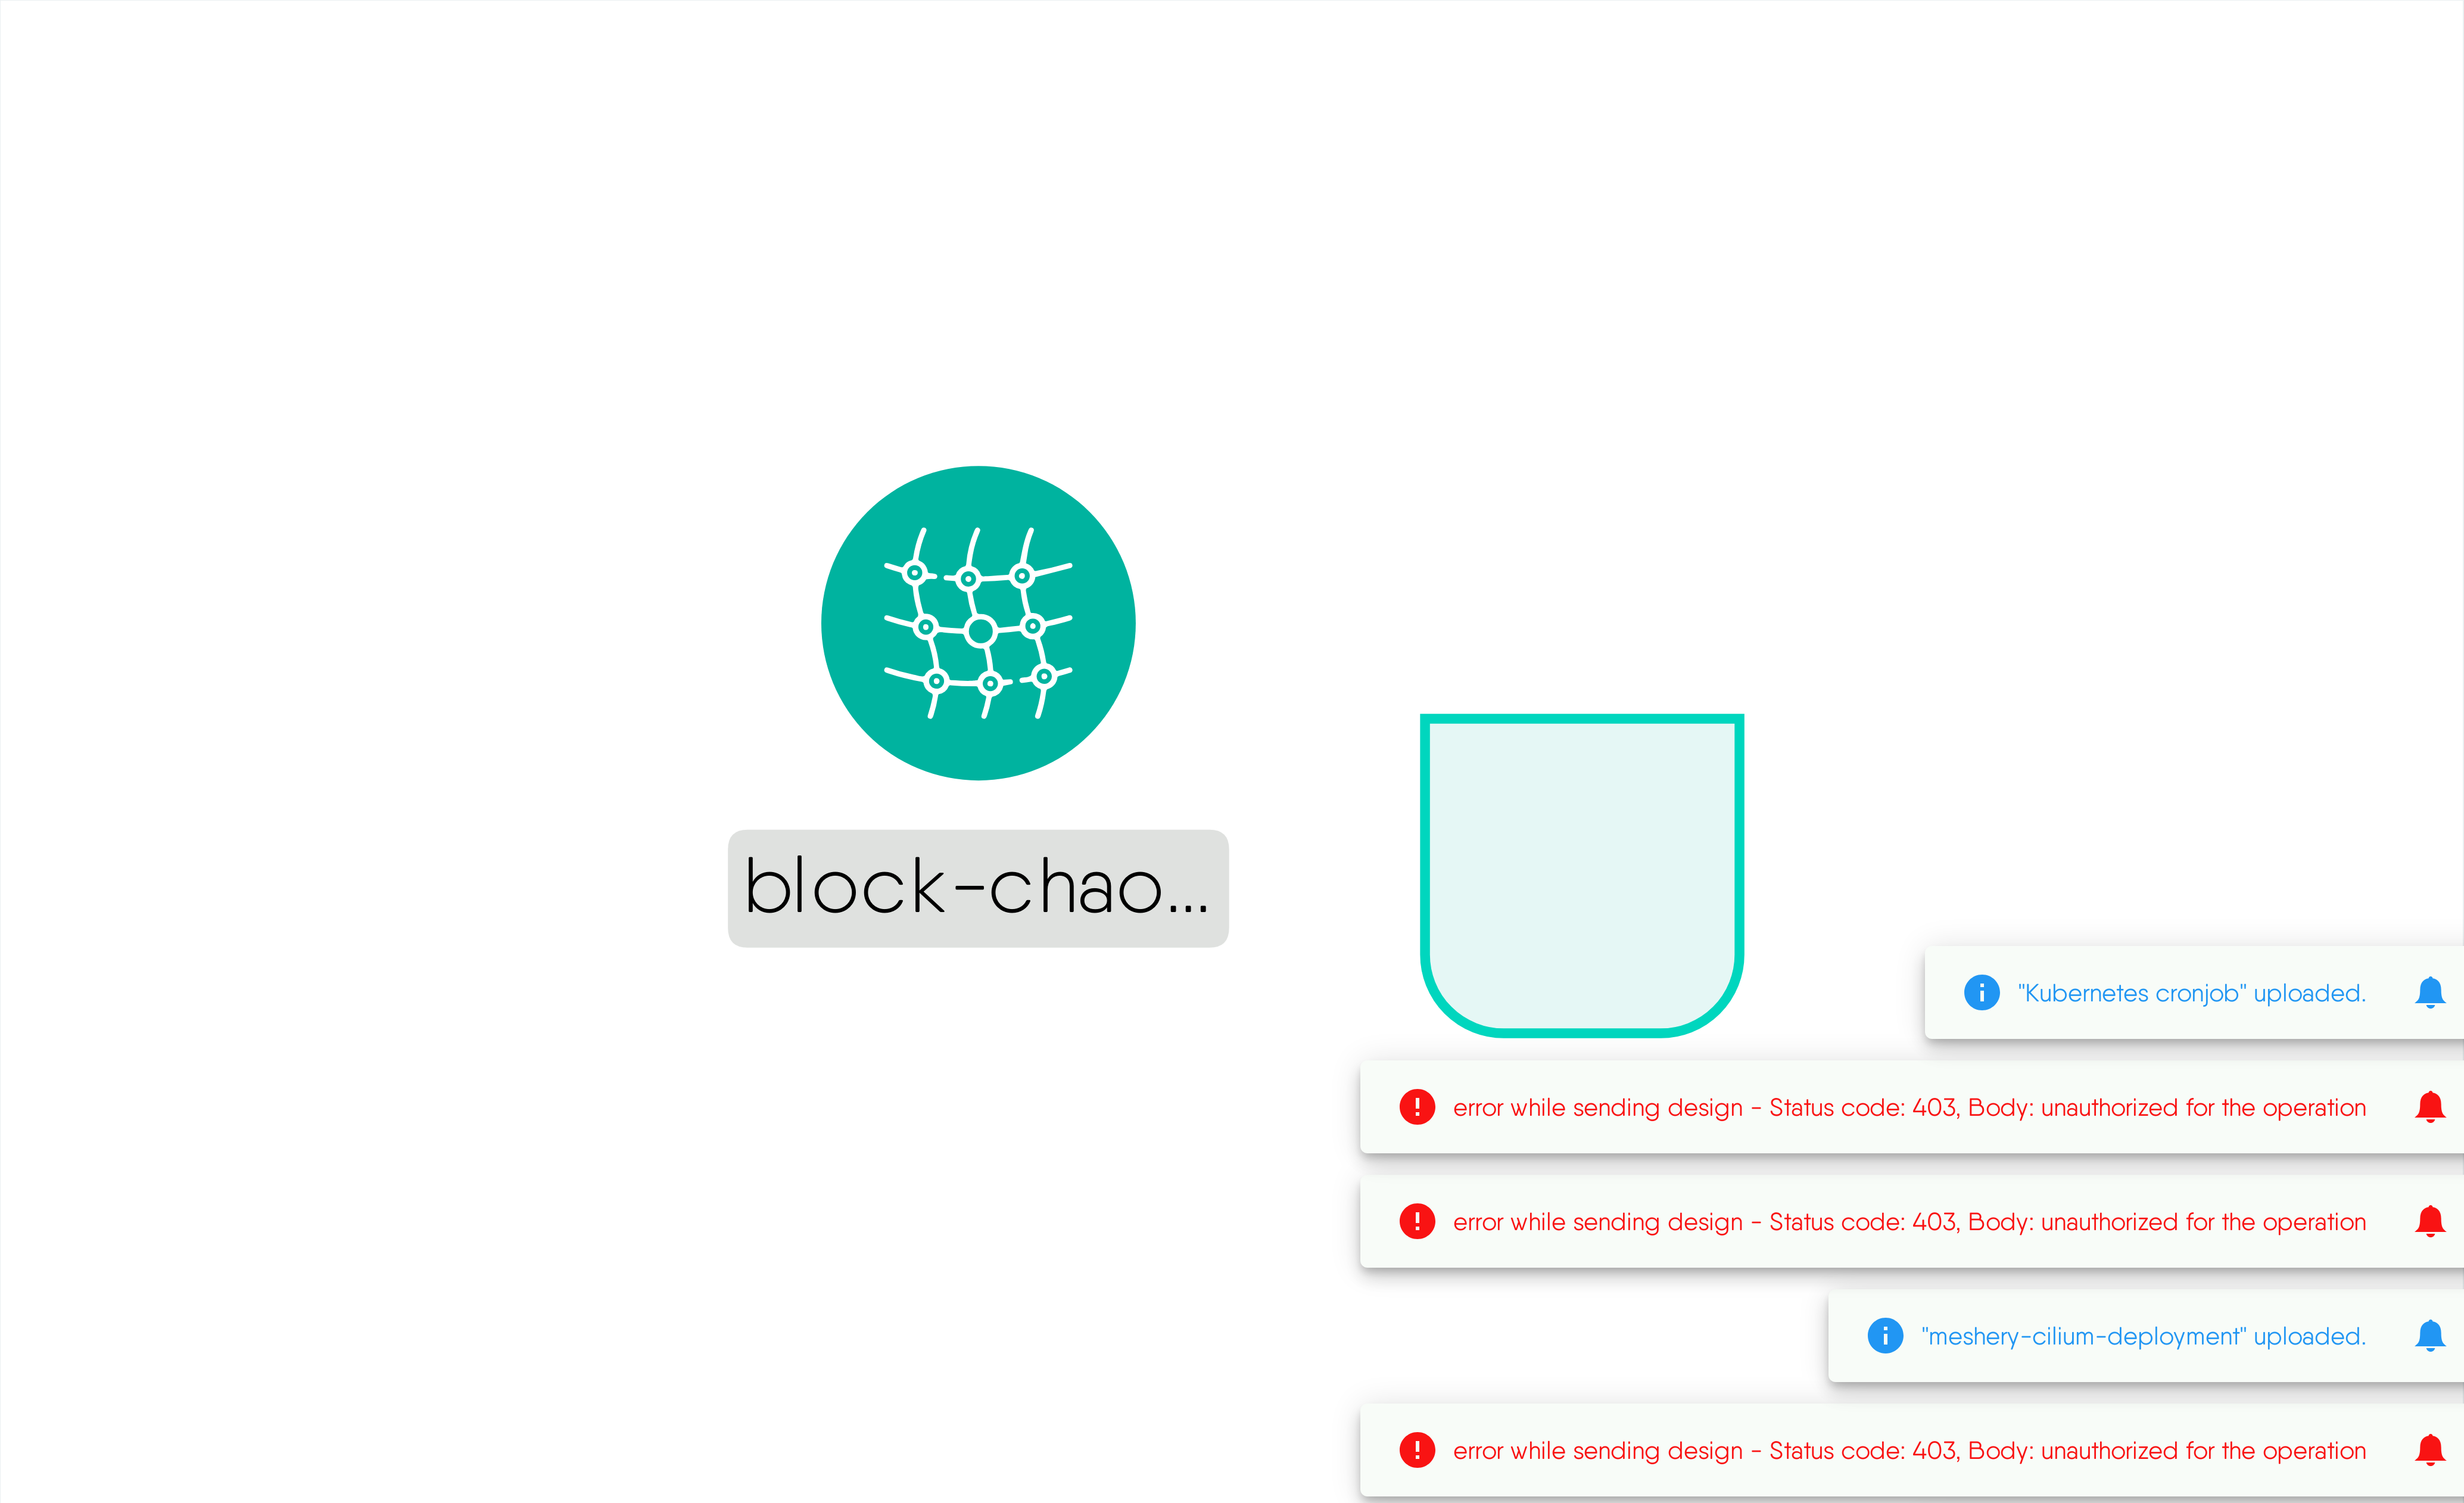 block-chao...
"Kubernetes cronjob" uploaded.
error while sending design - Status code: 403, Body: unauthorized for the operation
error while sending design - Status code: 403, Body: unauthorized for the operation
"meshery-cilium-deployment" uploaded.
error while sending design - Status code: 403, Body: unauthorized for the operation